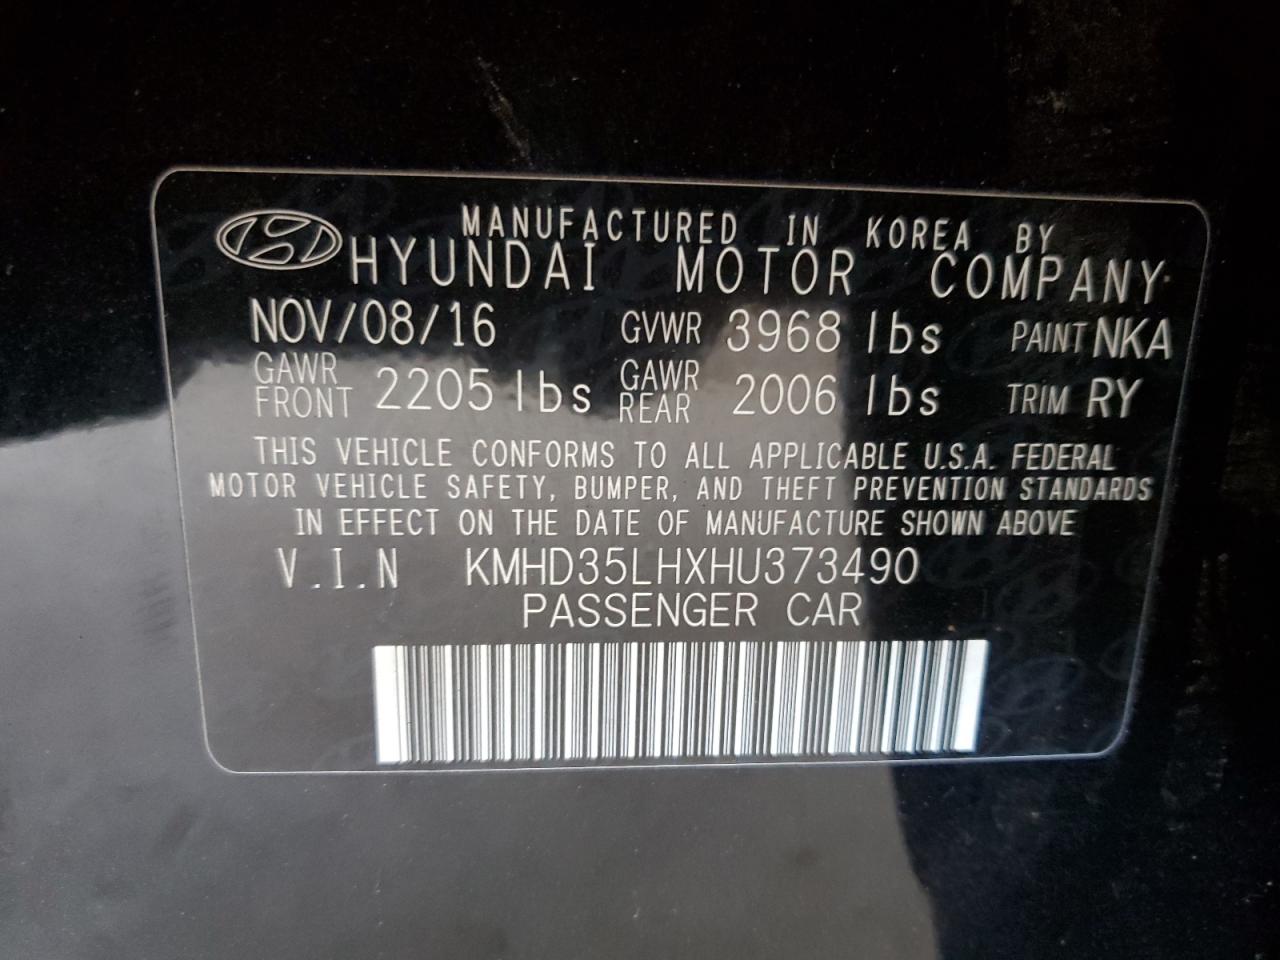 MANUFACTURED IN KOREA BY
HYUNDAI MOTOR COMPANY
NOV/08/16 GVWR 3968 lbs PAINT NKA
GAWR FRONT 2205 lbs GAWR REAR 2006 lbs TRIM RY
THIS VEHICLE CONFORMS TO ALL APPLICABLE U.S.A. FEDERAL
MOTOR VEHICLE SAFETY, BUMPER, AND THEFT PREVENTION STANDARDS
IN EFFECT ON THE DATE OF MANUFACTURE SHOWN ABOVE
V.I.N KMHD35LHXHU373490
PASSENGER CAR